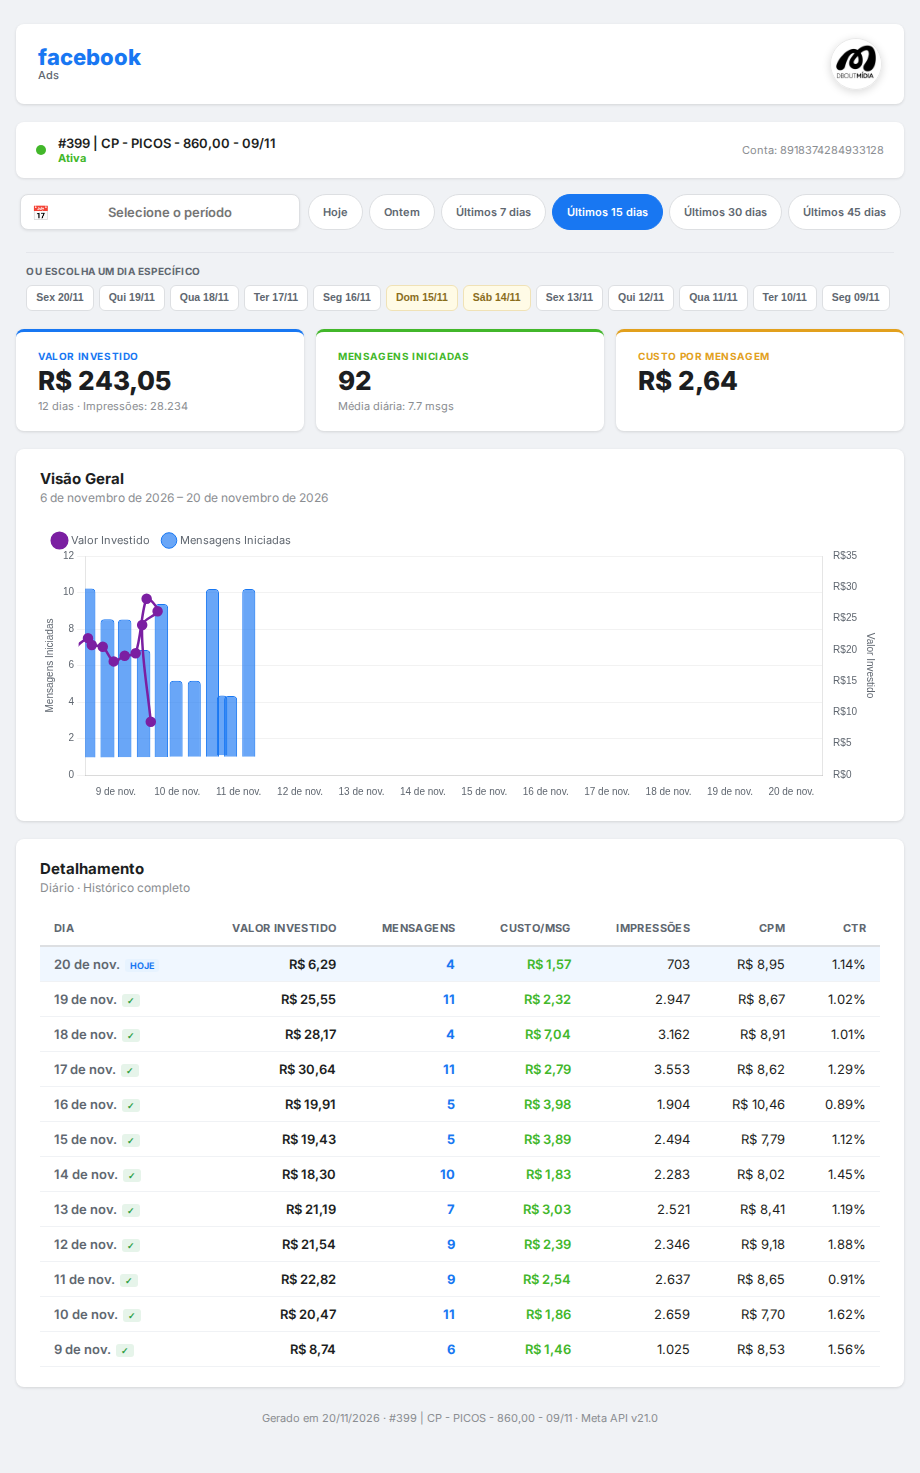 facebook
Ads
DBOUTMÍDIA
#399 | CP - PICOS - 860,00 - 09/11
Ativa
Conta: 8918374284933128
📅 Selecione o período
Hoje
Ontem
Últimos 7 dias
Últimos 15 dias
Últimos 30 dias
Últimos 45 dias
OU ESCOLHA UM DIA ESPECÍFICO
Sex 20/11
Qui 19/11
Qua 18/11
Ter 17/11
Seg 16/11
Dom 15/11
Sáb 14/11
Sex 13/11
Qui 12/11
Qua 11/11
Ter 10/11
Seg 09/11
VALOR INVESTIDO
R$ 243,05
12 dias · Impressões: 28.234
MENSAGENS INICIADAS
92
Média diária: 7.7 msgs
CUSTO POR MENSAGEM
R$ 2,64
Visão Geral
6 de novembro de 2026 – 20 de novembro de 2026
Valor Investido Mensagens Iniciadas
Mensagens Iniciadas
12
10
8
6
4
2
0
R$35
R$30
R$25
R$20
R$15
R$10
R$5
R$0
Valor Investido
9 de nov. 10 de nov. 11 de nov. 12 de nov. 13 de nov. 14 de nov. 15 de nov. 16 de nov. 17 de nov. 18 de nov. 19 de nov. 20 de nov.
Detalhamento
Diário · Histórico completo
DIA VALOR INVESTIDO MENSAGENS CUSTO/MSG IMPRESSÕES CPM CTR
20 de nov. HOJE R$ 6,29 4 R$ 1,57 703 R$ 8,95 1.14%
19 de nov. ✓ R$ 25,55 11 R$ 2,32 2.947 R$ 8,67 1.02%
18 de nov. ✓ R$ 28,17 4 R$ 7,04 3.162 R$ 8,91 1.01%
17 de nov. ✓ R$ 30,64 11 R$ 2,79 3.553 R$ 8,62 1.29%
16 de nov. ✓ R$ 19,91 5 R$ 3,98 1.904 R$ 10,46 0.89%
15 de nov. ✓ R$ 19,43 5 R$ 3,89 2.494 R$ 7,79 1.12%
14 de nov. ✓ R$ 18,30 10 R$ 1,83 2.283 R$ 8,02 1.45%
13 de nov. ✓ R$ 21,19 7 R$ 3,03 2.521 R$ 8,41 1.19%
12 de nov. ✓ R$ 21,54 9 R$ 2,39 2.346 R$ 9,18 1.88%
11 de nov. ✓ R$ 22,82 9 R$ 2,54 2.637 R$ 8,65 0.91%
10 de nov. ✓ R$ 20,47 11 R$ 1,86 2.659 R$ 7,70 1.62%
9 de nov. ✓ R$ 8,74 6 R$ 1,46 1.025 R$ 8,53 1.56%
Gerado em 20/11/2026 · #399 | CP - PICOS - 860,00 - 09/11 · Meta API v21.0